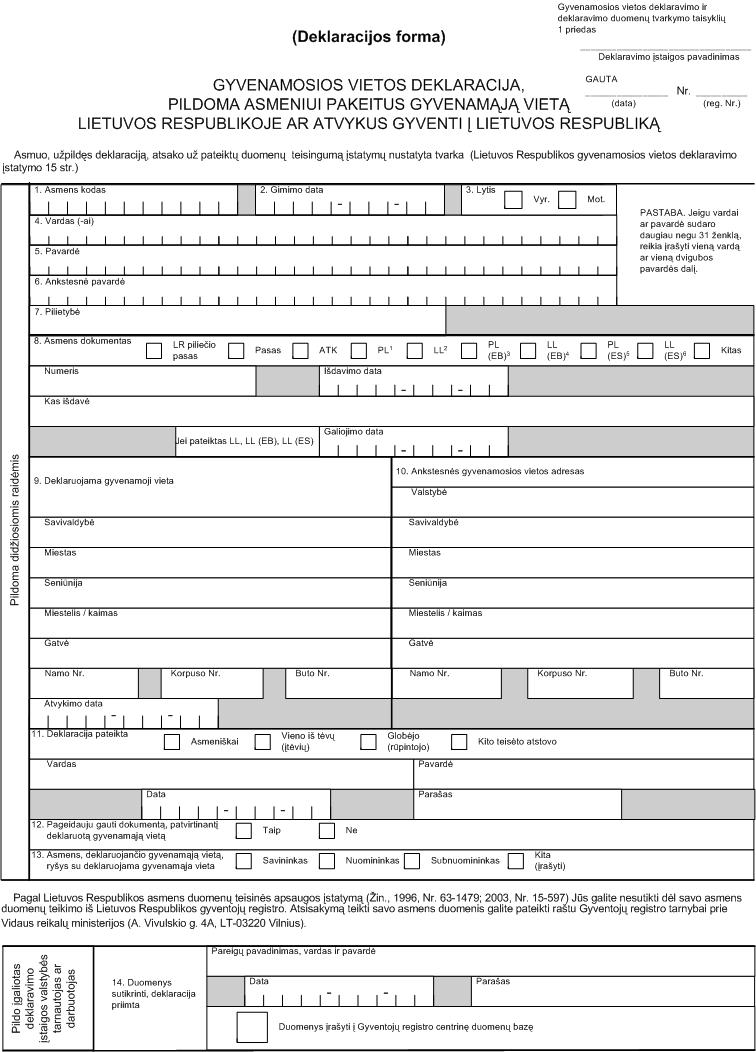 Gyvenamosios vietos deklaravimo ir
deklaravimo duomenų tvarkymo taisyklių
1 priedas
(Deklaracijos forma)
Deklaravimo įstaigos pavadinimas
GAUTA
Nr.
(data)
(reg. Nr.)
GYVENAMOSIOS VIETOS DEKLARACIJA,
PILDOMA ASMENIUI PAKEITUS GYVENAMĄJĄ VIETĄ
LIETUVOS RESPUBLIKOJE AR ATVYKUS GYVENTI Į LIETUVOS RESPUBLIKĄ
Asmuo, užpildęs deklaraciją, atsako už pateiktų duomenų teisingumą įstatymų nustatyta tvarka (Lietuvos Respublikos gyvenamosios vietos deklaravimo
įstatymo 15 str.)
Pildoma didžiosiomis raidėmis
1. Asmens kodas
2. Gimimo data
3. Lytis
Vyr.
Mot.
PASTABA. Jeigu vardai
ar pavardė sudaro
daugiau negu 31 ženklą,
reikia įrašyti vieną vardą
ar vieną dvigubos
pavardės dalį.
4. Vardas (-ai)
5. Pavardė
6. Ankstesnė pavardė
7. Pilietybė
8. Asmens dokumentas
LR piliečio
pasas
Pasas
ATK
PL¹
LL²
PL
(EB)³
LL
(EB)⁴
PL
(ES)⁵
LL
(ES)⁶
Kitas
Numeris
Išdavimo data
Kas išdavė
Jei pateiktas LL, LL (EB), LL (ES)
Galiojimo data
9. Deklaruojama gyvenamoji vieta
10. Ankstesnės gyvenamosios vietos adresas
Valstybė
Savivaldybė
Savivaldybė
Miestas
Miestas
Seniūnija
Seniūnija
Miestelis / kaimas
Miestelis / kaimas
Gatvė
Gatvė
Namo Nr.
Korpuso Nr.
Buto Nr.
Namo Nr.
Korpuso Nr.
Buto Nr.
Atvykimo data
11. Deklaracija pateikta
Asmeniškai
Vieno iš tėvų
(įtėvių)
Globėjo
(rūpintojo)
Kito teisėto atstovo
Vardas
Pavardė
Data
Parašas
12. Pageidauju gauti dokumentą, patvirtinantį
deklaruotą gyvenamąją vietą
Taip
Ne
13. Asmens, deklaruojančio gyvenamąją vietą,
ryšys su deklaruojama gyvenamąja vieta
Savininkas
Nuomininkas
Subnuomininkas
Kita
(įrašyti)
Pagal Lietuvos Respublikos asmens duomenų teisinės apsaugos įstatymą (Žin., 1996, Nr. 63-1479; 2003, Nr. 15-597) Jūs galite nesutikti dėl savo asmens
duomenų teikimo iš Lietuvos Respublikos gyventojų registro. Atsisakymą teikti savo asmens duomenis galite pateikti raštu Gyventojų registro tarnybai prie
Vidaus reikalų ministerijos (A. Vivulskio g. 4A, LT-03220 Vilnius).
Pildo įgaliotas
deklaravimo
įstaigos valstybės
tarnautojas ar
darbuotojas
14. Duomenys
sutikrinti, deklaracija
priimta
Pareigų pavadinimas, vardas ir pavardė
Data
Parašas
Duomenys įrašyti į Gyventojų registro centrinę duomenų bazę